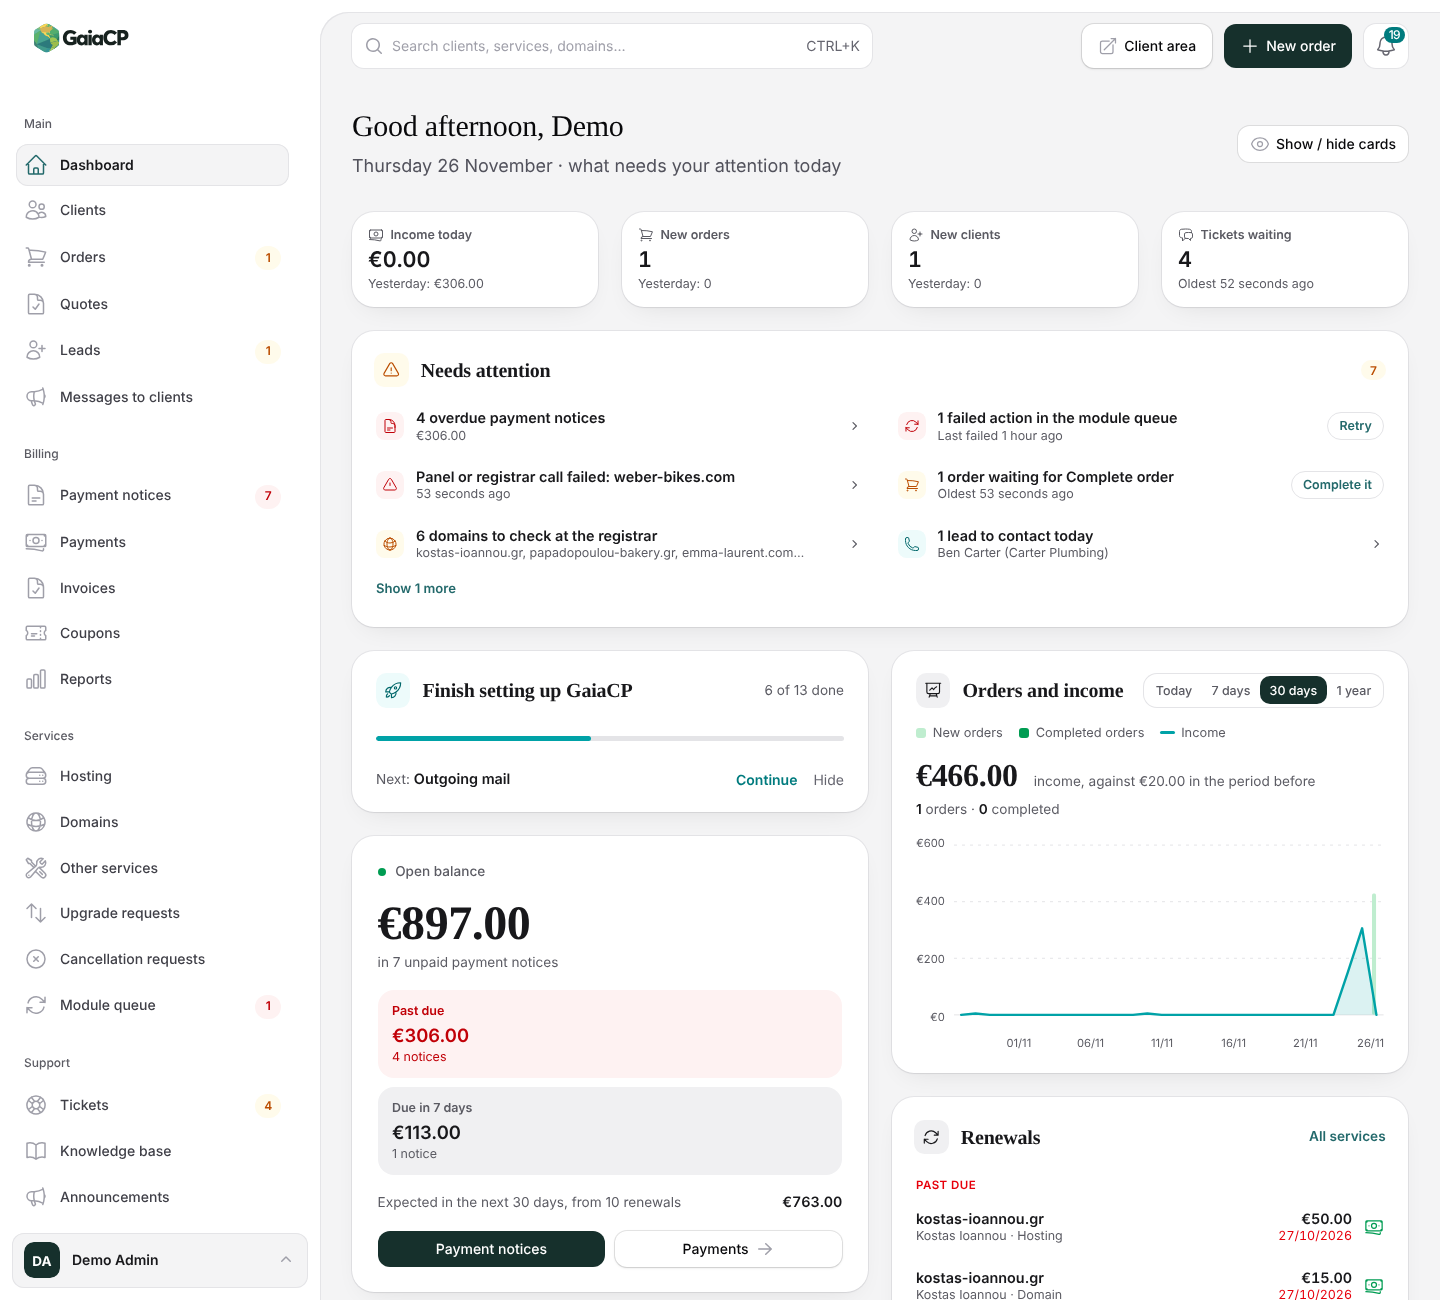 GaiaCP
Main
Dashboard
Clients
Orders 1
Quotes
Leads 1
Messages to clients
Billing
Payment notices 7
Payments
Invoices
Coupons
Reports
Services
Hosting
Domains
Other services
Upgrade requests
Cancellation requests
Module queue 1
Support
Tickets 4
Knowledge base
Announcements
DA Demo Admin
Search clients, services, domains... CTRL+K
Client area
New order
19
Good afternoon, Demo
Thursday 26 November · what needs your attention today
Show / hide cards
Income today
€0.00
Yesterday: €306.00
New orders
1
Yesterday: 0
New clients
1
Yesterday: 0
Tickets waiting
4
Oldest 52 seconds ago
Needs attention 7
4 overdue payment notices
€306.00
1 failed action in the module queue
Last failed 1 hour ago
Retry
Panel or registrar call failed: weber-bikes.com
53 seconds ago
1 order waiting for Complete order
Oldest 53 seconds ago
Complete it
6 domains to check at the registrar
kostas-ioannou.gr, papadopoulou-bakery.gr, emma-laurent.com...
1 lead to contact today
Ben Carter (Carter Plumbing)
Show 1 more
Finish setting up GaiaCP 6 of 13 done
Next: Outgoing mail Continue Hide
Open balance
€897.00
in 7 unpaid payment notices
Past due
€306.00
4 notices
Due in 7 days
€113.00
1 notice
Expected in the next 30 days, from 10 renewals €763.00
Payment notices Payments
Orders and income Today 7 days 30 days 1 year
New orders Completed orders Income
€466.00 income, against €20.00 in the period before
1 orders · 0 completed
€600
€400
€200
€0
01/11 06/11 11/11 16/11 21/11 26/11
Renewals All services
PAST DUE
kostas-ioannou.gr €50.00
Kostas Ioannou · Hosting 27/10/2026
kostas-ioannou.gr €15.00
Kostas Ioannou · Domain 27/10/2026